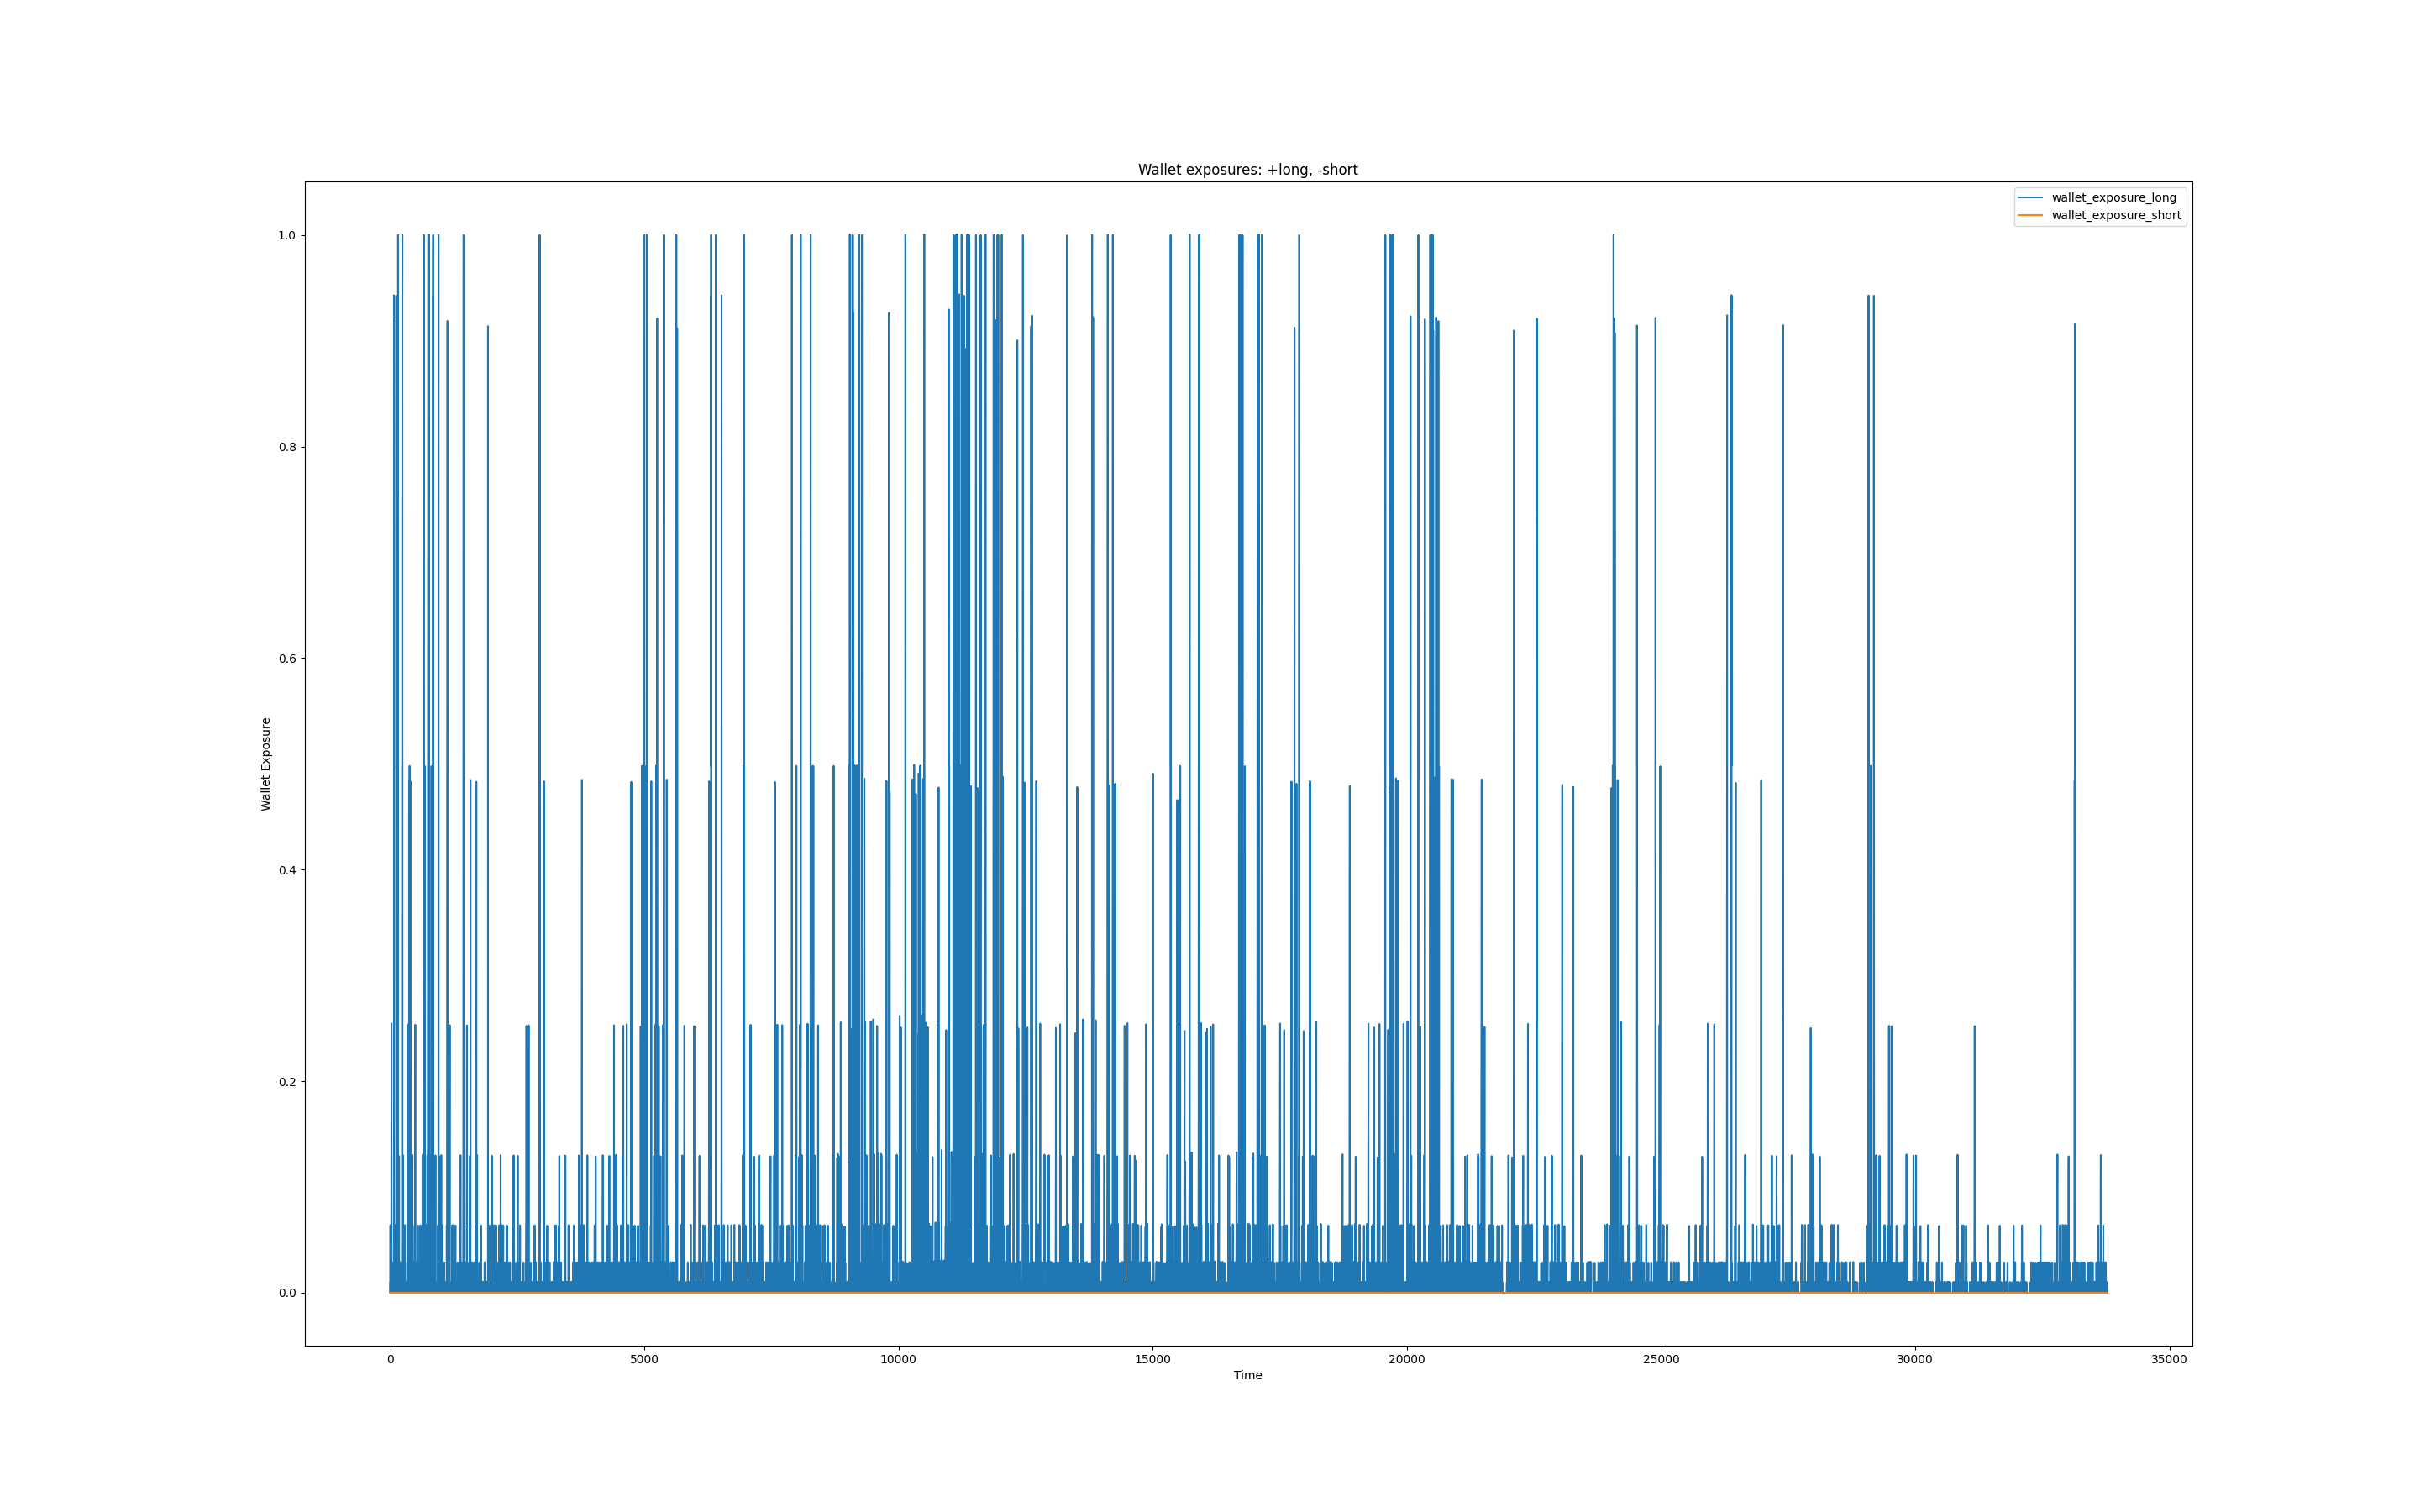 Wallet exposures: +long, -short
wallet_exposure_long
wallet_exposure_short
1.0
0.8
0.6
0.4
0.2
0.0
Wallet Exposure
0 5000 10000 15000 20000 25000 30000 35000
Time